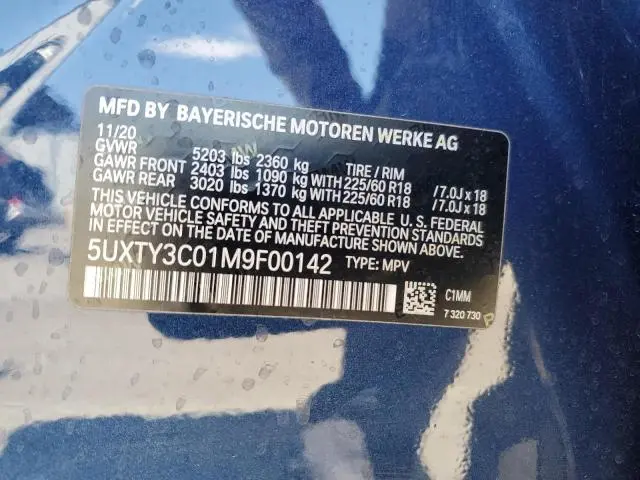 MFD BY BAYERISCHE MOTOREN WERKE AG
11/20
GVWR 5203 lbs 2360 kg TIRE / RIM
GAWR FRONT 2403 lbs 1090 kg WITH 225/60 R18 /7.0J x 18
GAWR REAR 3020 lbs 1370 kg WITH 225/60 R18 /7.0J x 18
THIS VEHICLE CONFORMS TO ALL APPLICABLE U. S. FEDERAL
MOTOR VEHICLE SAFETY AND THEFT PREVENTION STANDARDS
IN EFFECT ON THE DATE OF MANUFACTURE SHOWN ABOVE.
5UXTY3C01M9F00142 TYPE: MPV
C1MM
7 320 730